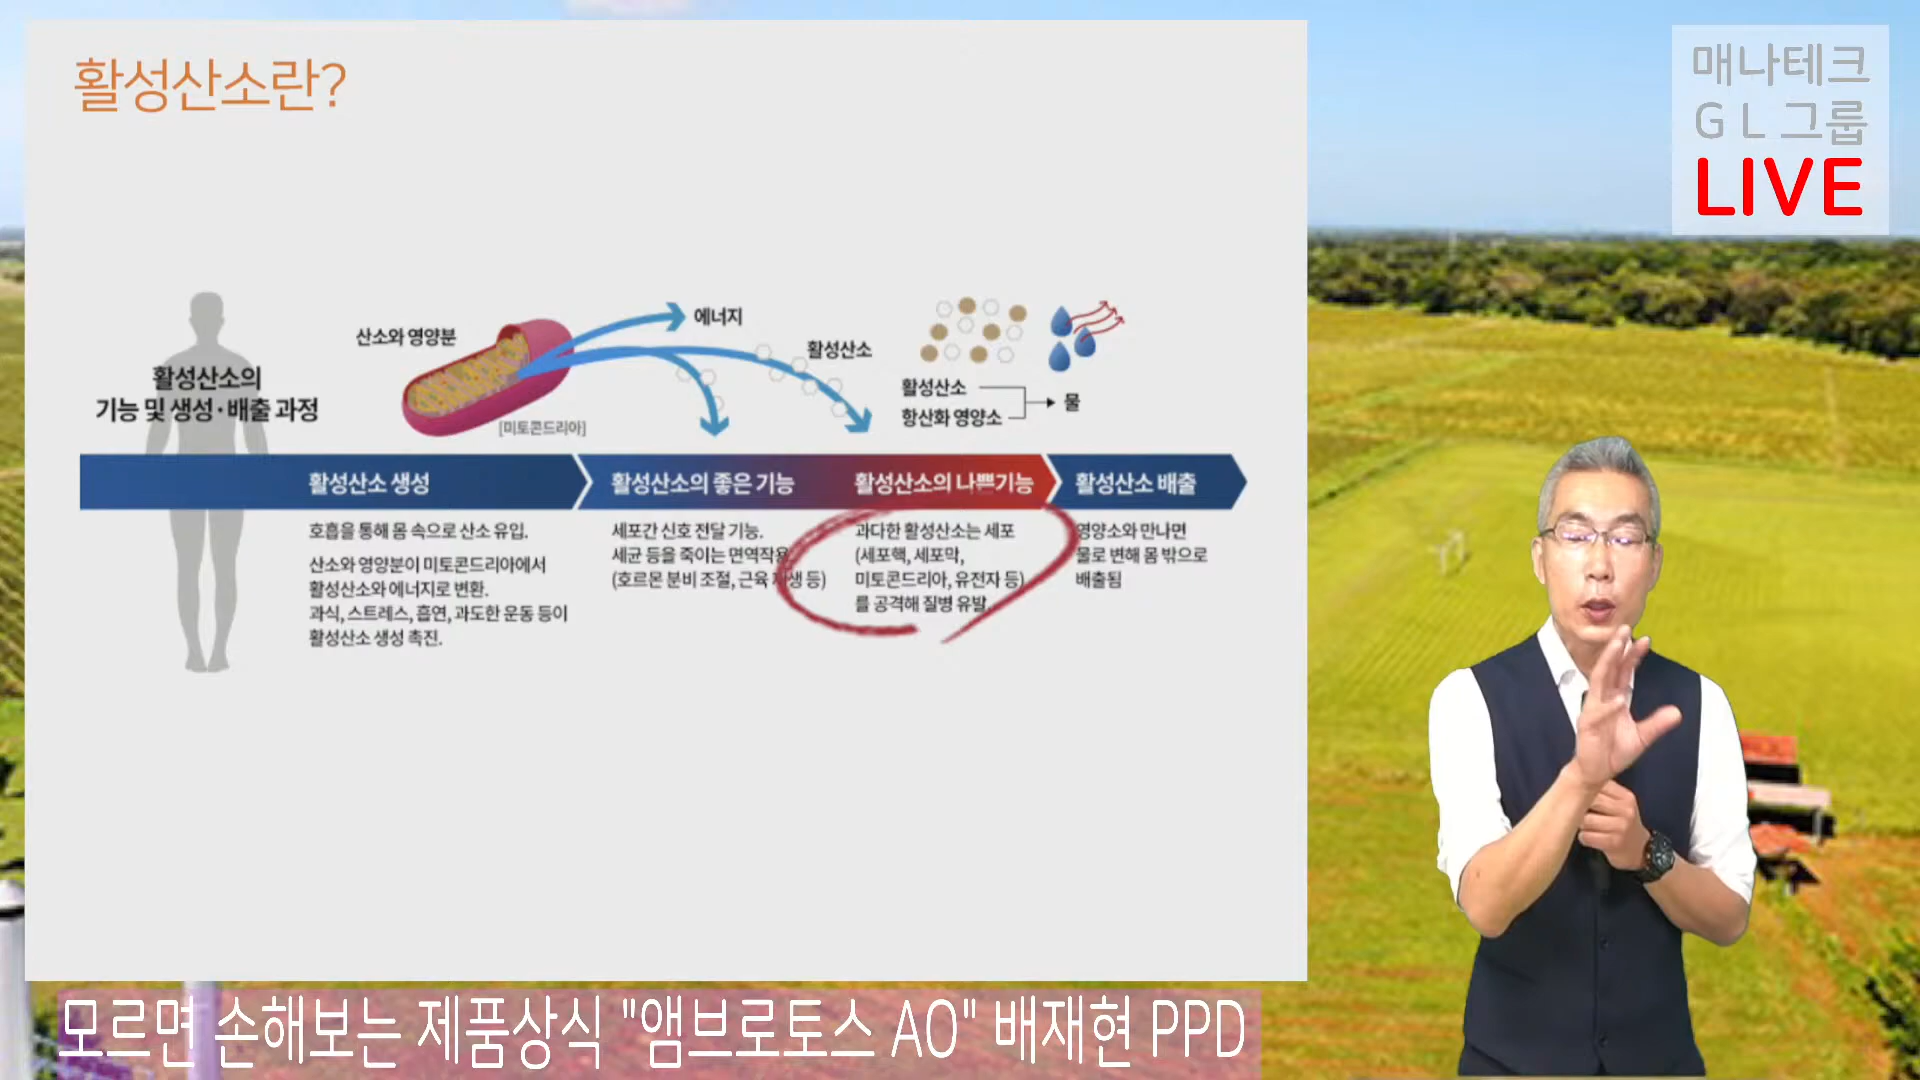 활성산소란?
매나테크
G L 그룹
LIVE
산소와 영양분
에너지
활성산소
[미토콘드리아]
활성산소
항산화 영양소
물
활성산소의
기능 및 생성·배출 과정
활성산소 생성
호흡을 통해 몸 속으로 산소 유입.
산소와 영양분이 미토콘드리아에서
활성산소와 에너지로 변환.
과식, 스트레스, 흡연, 과도한 운동 등이
활성산소 생성 촉진.
활성산소의 좋은 기능
세포간 신호 전달 기능.
세균 등을 죽이는 면역작용
(호르몬 분비 조절, 근육 재생 등)
활성산소의 나쁜기능
과다한 활성산소는 세포
(세포핵, 세포막,
미토콘드리아, 유전자 등)
를 공격해 질병 유발.
활성산소 배출
영양소와 만나면
물로 변해 몸 밖으로
배출됨
모르면 손해보는 제품상식 "앰브로토스 AO" 배재현 PPD